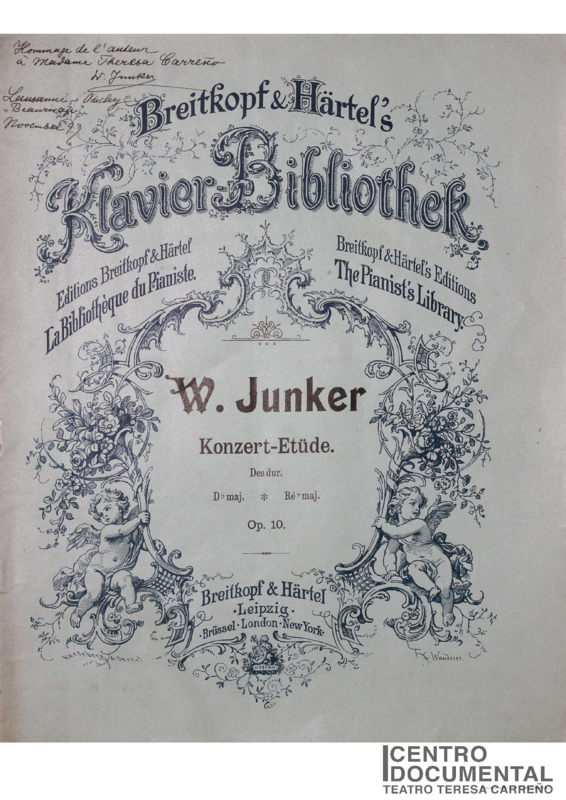 Hommage de l'auteur
à Madame Theresa Carreño
W. Junker
Lausanne
Novembre 97
Breitkopf & Härtel's
Klavier-Bibliothek.
Editions Breitkopf & Härtel
La Bibliothèque du Pianiste.
Breitkopf & Härtel's Editions
The Pianist's Library.
W. Junker
Konzert-Etüde.
Des dur.
D♭ maj. * Ré♭ maj.
Op. 10.
Breitkopf & Härtel
·Leipzig·
·Brüssel·London·New York·
CENTRO
DOCUMENTAL
TEATRO TERESA CARREÑO